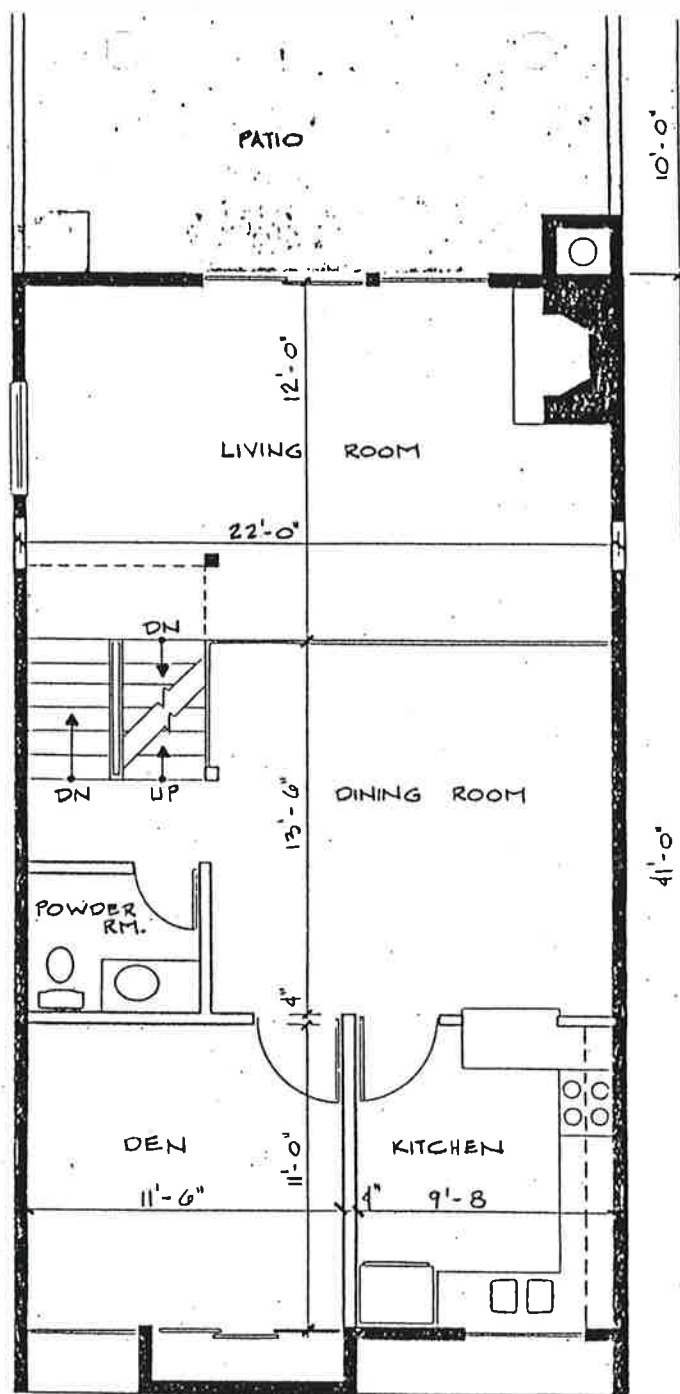 PATIO
10'-0"
12'-0"
LIVING ROOM
22'-0"
DN
DN
UP
DINING ROOM
13'-6"
41'-0"
POWDER
RM.
4"
DEN
KITCHEN
11'-0"
11'-6"
4"
9'-8